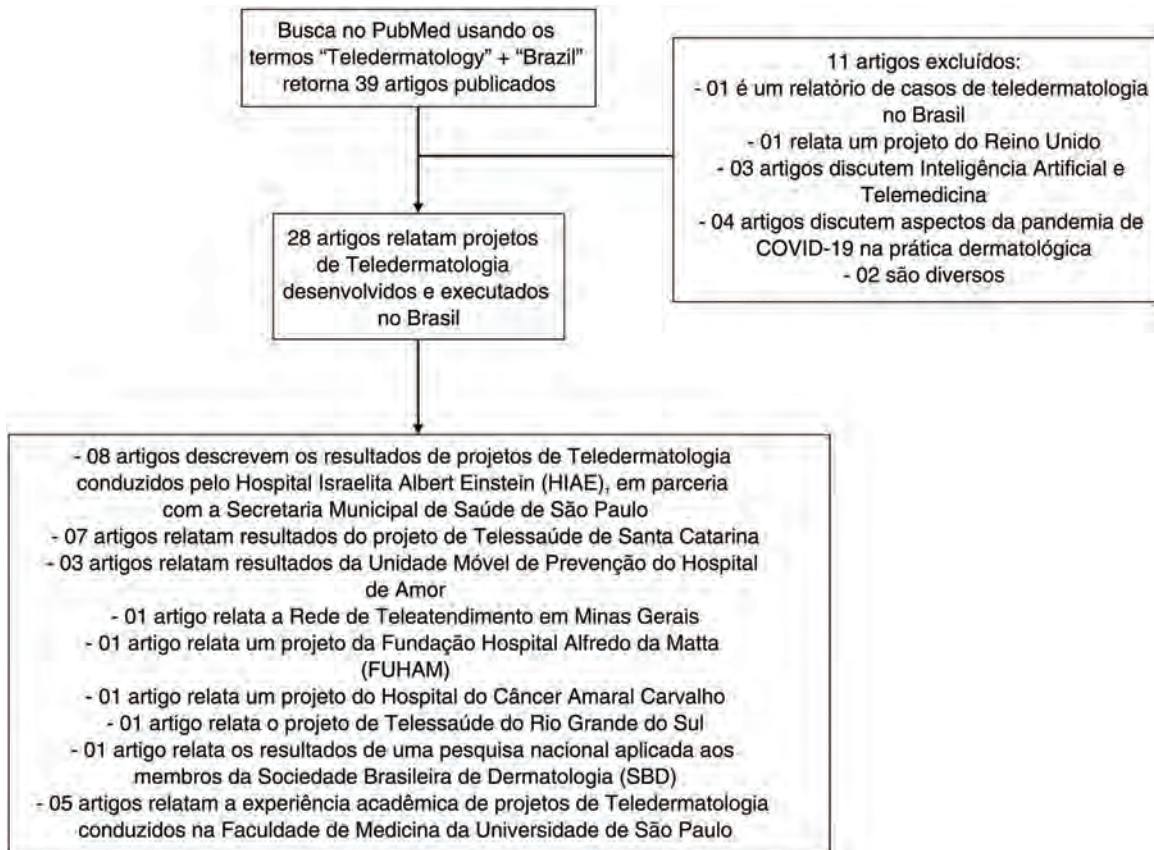 Busca no PubMed usando os
termos “Teledermatology” + “Brazil”
retorna 39 artigos publicados
11 artigos excluídos:
- 01 é um relatório de casos de teledermatologia
no Brasil
- 01 relata um projeto do Reino Unido
- 03 artigos discutem Inteligência Artificial e
Telemedicina
- 04 artigos discutem aspectos da pandemia de
COVID-19 na prática dermatológica
- 02 são diversos
28 artigos relatam projetos
de Teledermatologia
desenvolvidos e executados
no Brasil
- 08 artigos descrevem os resultados de projetos de Teledermatologia
conduzidos pelo Hospital Israelita Albert Einstein (HIAE), em parceria
com a Secretaria Municipal de Saúde de São Paulo
- 07 artigos relatam resultados do projeto de Telessaúde de Santa Catarina
- 03 artigos relatam resultados da Unidade Móvel de Prevenção do Hospital
de Amor
- 01 artigo relata a Rede de Teleatendimento em Minas Gerais
- 01 artigo relata um projeto da Fundação Hospital Alfredo da Matta
(FUHAM)
- 01 artigo relata um projeto do Hospital do Câncer Amaral Carvalho
- 01 artigo relata o projeto de Telessaúde do Rio Grande do Sul
- 01 artigo relata os resultados de uma pesquisa nacional aplicada aos
membros da Sociedade Brasileira de Dermatologia (SBD)
- 05 artigos relatam a experiência acadêmica de projetos de Teledermatologia
conduzidos na Faculdade de Medicina da Universidade de São Paulo